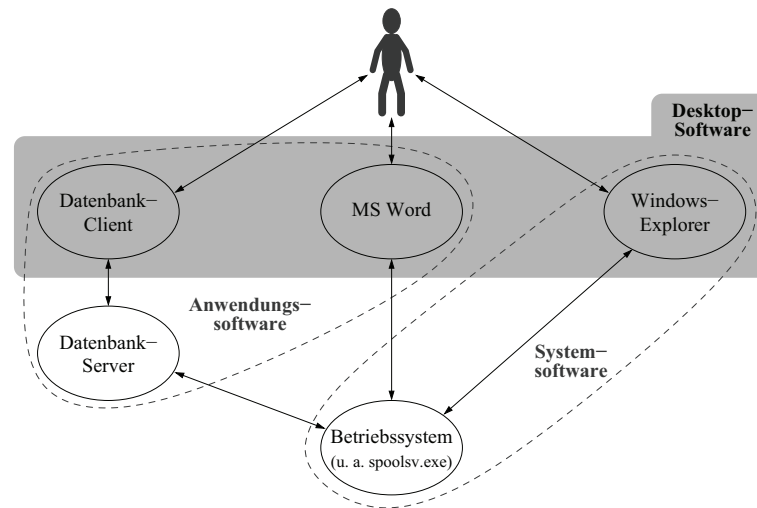 Desktop−
Software
Datenbank−
Client
MS Word
Windows−
Explorer
Anwendungs−
software
Datenbank−
Server
System−
software
Betriebssystem
(u. a. spoolsv.exe)